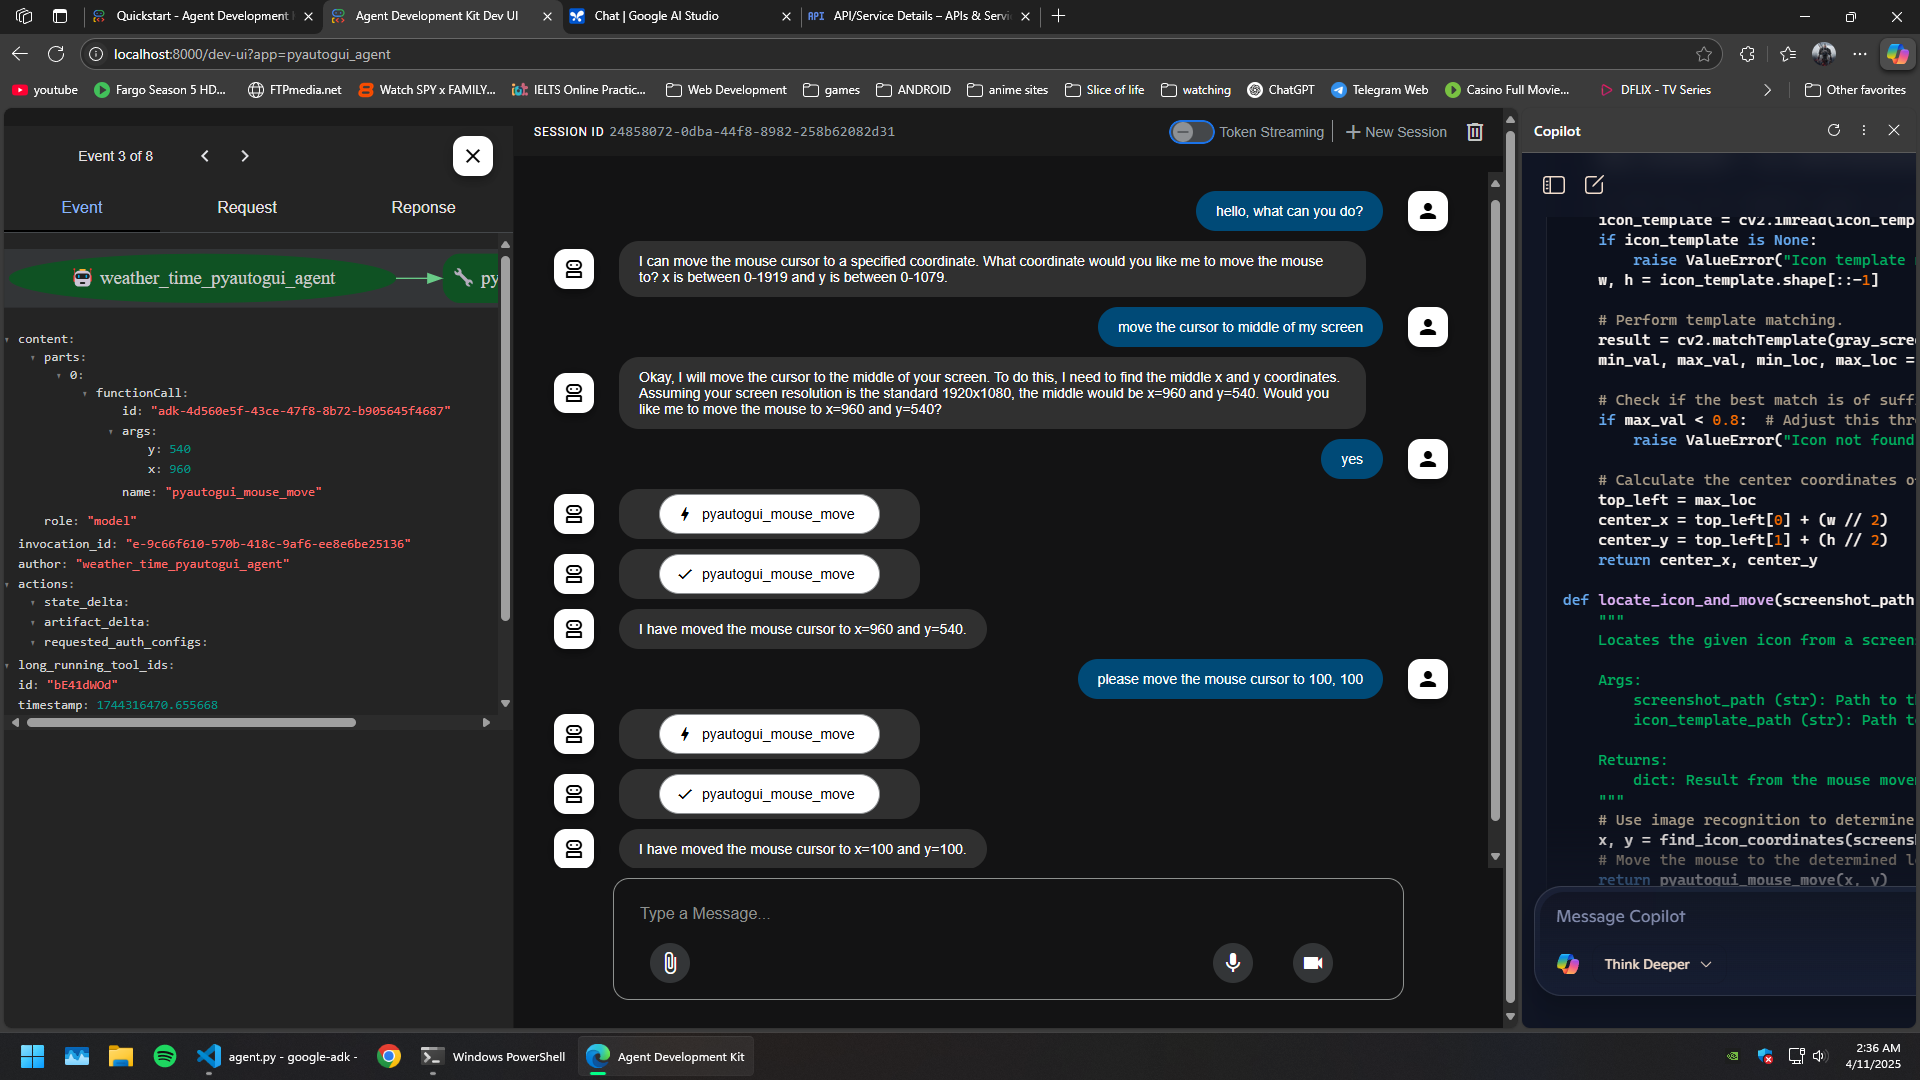 Quickstart - Agent Development
Agent Development Kit Dev UI
Chat | Google AI Studio
API API/Service Details – APIs & Servi
localhost:8000/dev-ui?app=pyautogui_agent
youtube
Fargo Season 5 HD...
FTPmedia.net
Watch SPY x FAMILY...
IELTS Online Practic...
Web Development
games
ANDROID
anime sites
Slice of life
watching
ChatGPT
Telegram Web
Casino Full Movie...
DFLIX - TV Series
Other favorites
Event 3 of 8
Event Request Reponse
weather_time_pyautogui_agent
py
content:
parts:
0:
functionCall:
id: "adk-4d560e5f-43ce-47f8-8b72-b905645f4687"
args:
y: 540
x: 960
name: "pyautogui_mouse_move"
role: "model"
invocation_id: "e-9c66f610-570b-418c-9af6-ee8e6be25136"
author: "weather_time_pyautogui_agent"
actions:
state_delta:
artifact_delta:
requested_auth_configs:
long_running_tool_ids:
id: "bE41dWOd"
timestamp: 1744316470.655668
SESSION ID 24858072-0dba-44f8-8982-258b62082d31
Token Streaming
New Session
hello, what can you do?
I can move the mouse cursor to a specified coordinate. What coordinate would you like me to move the mouse
to? x is between 0-1919 and y is between 0-1079.
move the cursor to middle of my screen
Okay, I will move the cursor to the middle of your screen. To do this, I need to find the middle x and y coordinates.
Assuming your screen resolution is the standard 1920x1080, the middle would be x=960 and y=540. Would you
like me to move the mouse to x=960 and y=540?
yes
pyautogui_mouse_move
pyautogui_mouse_move
I have moved the mouse cursor to x=960 and y=540.
please move the mouse cursor to 100, 100
pyautogui_mouse_move
pyautogui_mouse_move
I have moved the mouse cursor to x=100 and y=100.
Type a Message...
Copilot
icon_template = cv2.imread(icon_temp
if icon_template is None:
raise ValueError("Icon template
w, h = icon_template.shape[::-1]
# Perform template matching.
result = cv2.matchTemplate(gray_scre
min_val, max_val, min_loc, max_loc =
# Check if the best match is of suff
if max_val < 0.8:  # Adjust this thr
raise ValueError("Icon not found
# Calculate the center coordinates o
top_left = max_loc
center_x = top_left[0] + (w // 2)
center_y = top_left[1] + (h // 2)
return center_x, center_y
def locate_icon_and_move(screenshot_path
"""
Locates the given icon from a screen
Args:
screenshot_path (str): Path to t
icon_template_path (str): Path t
Returns:
dict: Result from the mouse move
"""
# Use image recognition to determine
x, y = find_icon_coordinates(screens
# Move the mouse to the determined l
return pyautogui_mouse_move(x, y)
Message Copilot
Think Deeper
agent.py - google-adk -
Windows PowerShell
Agent Development Kit
2:36 AM
4/11/2025